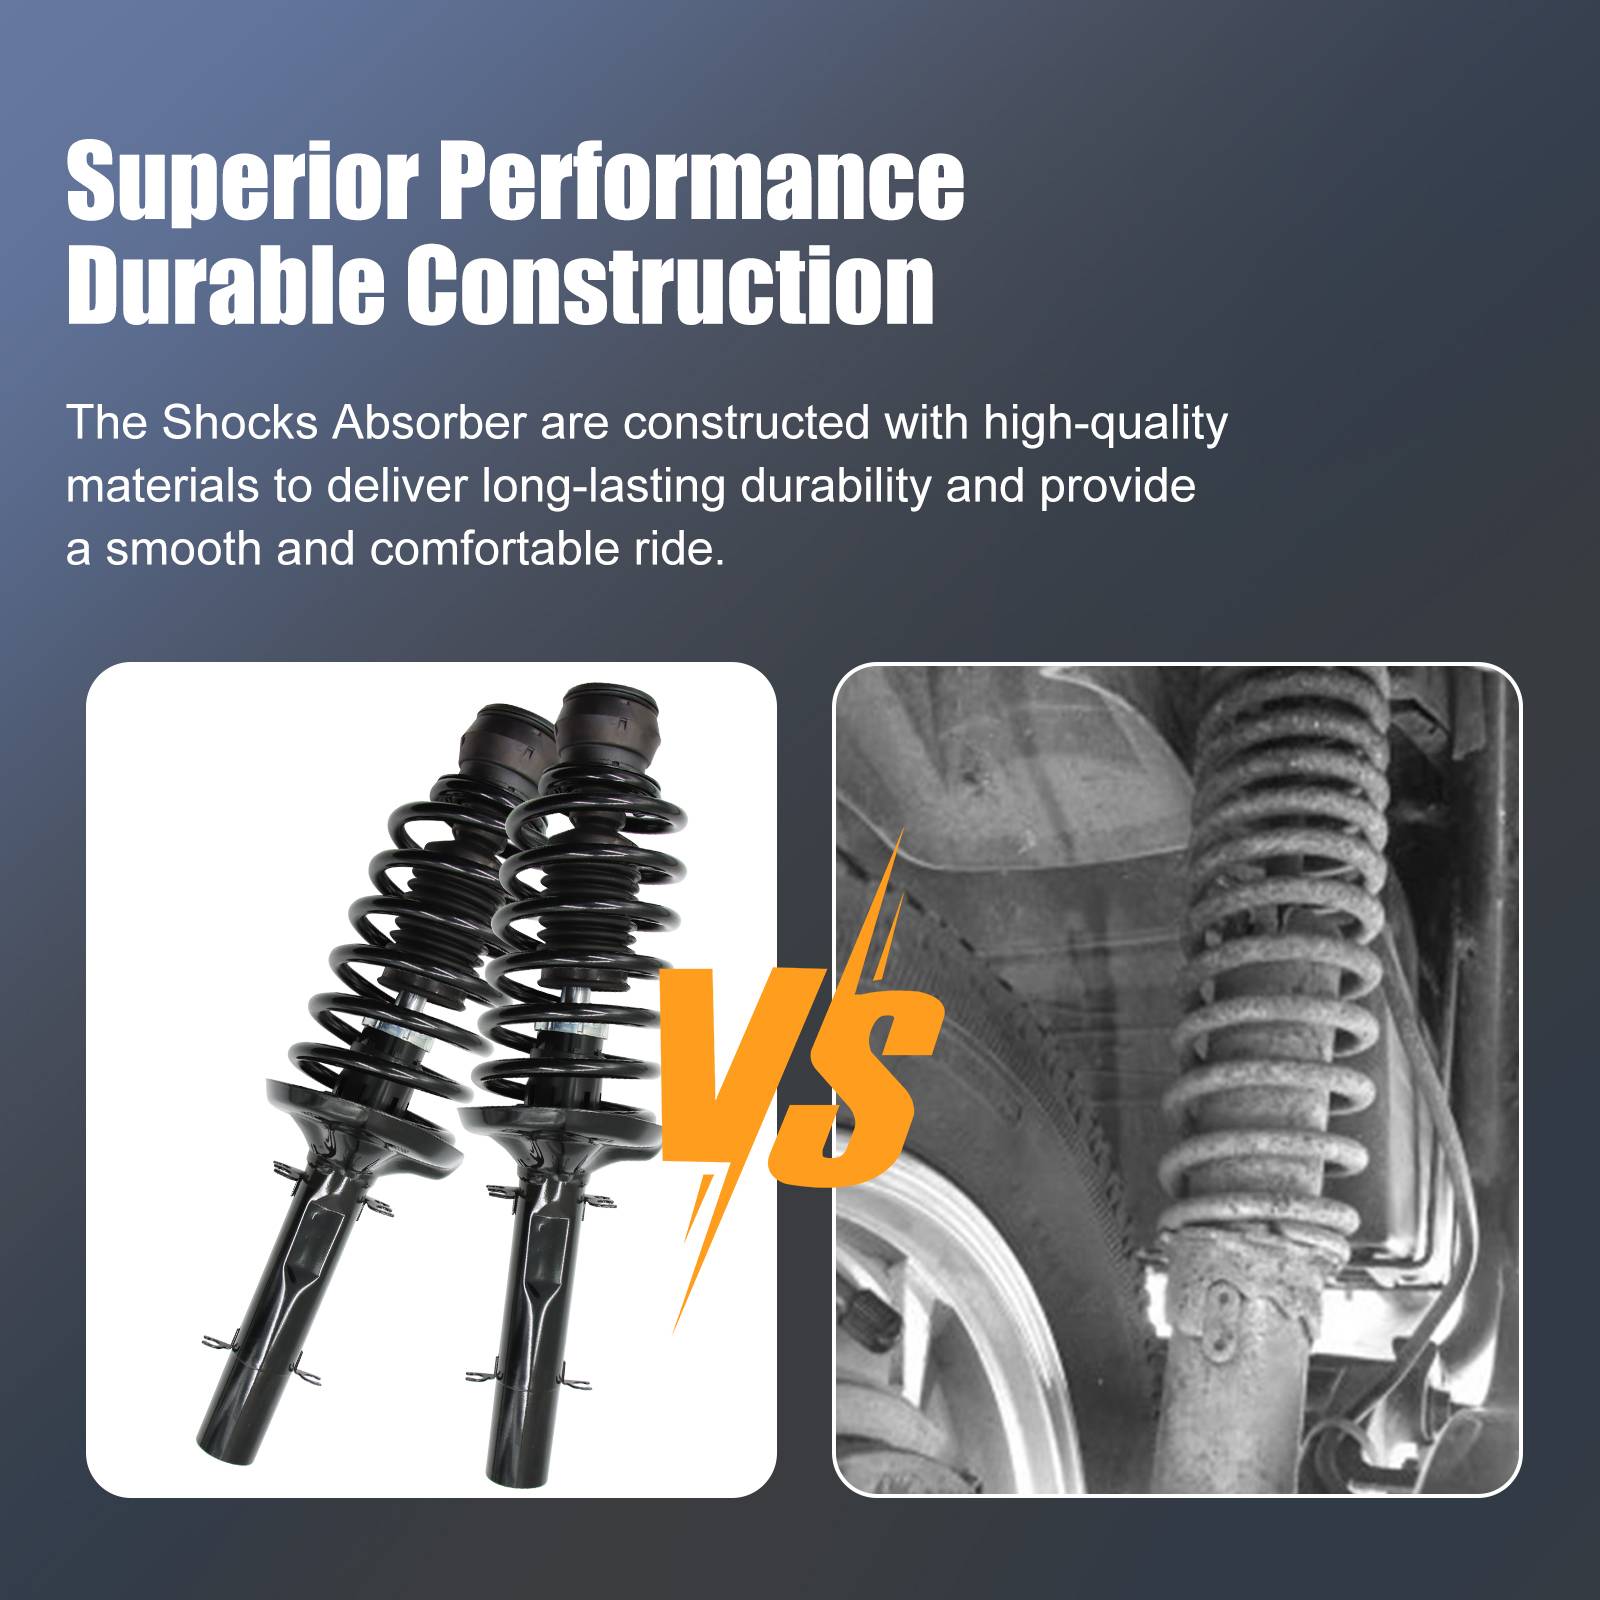 Superior Performance
Durable Construction
The Shocks Absorber are constructed with high-quality
materials to deliver long-lasting durability and provide
a smooth and comfortable ride.
VS